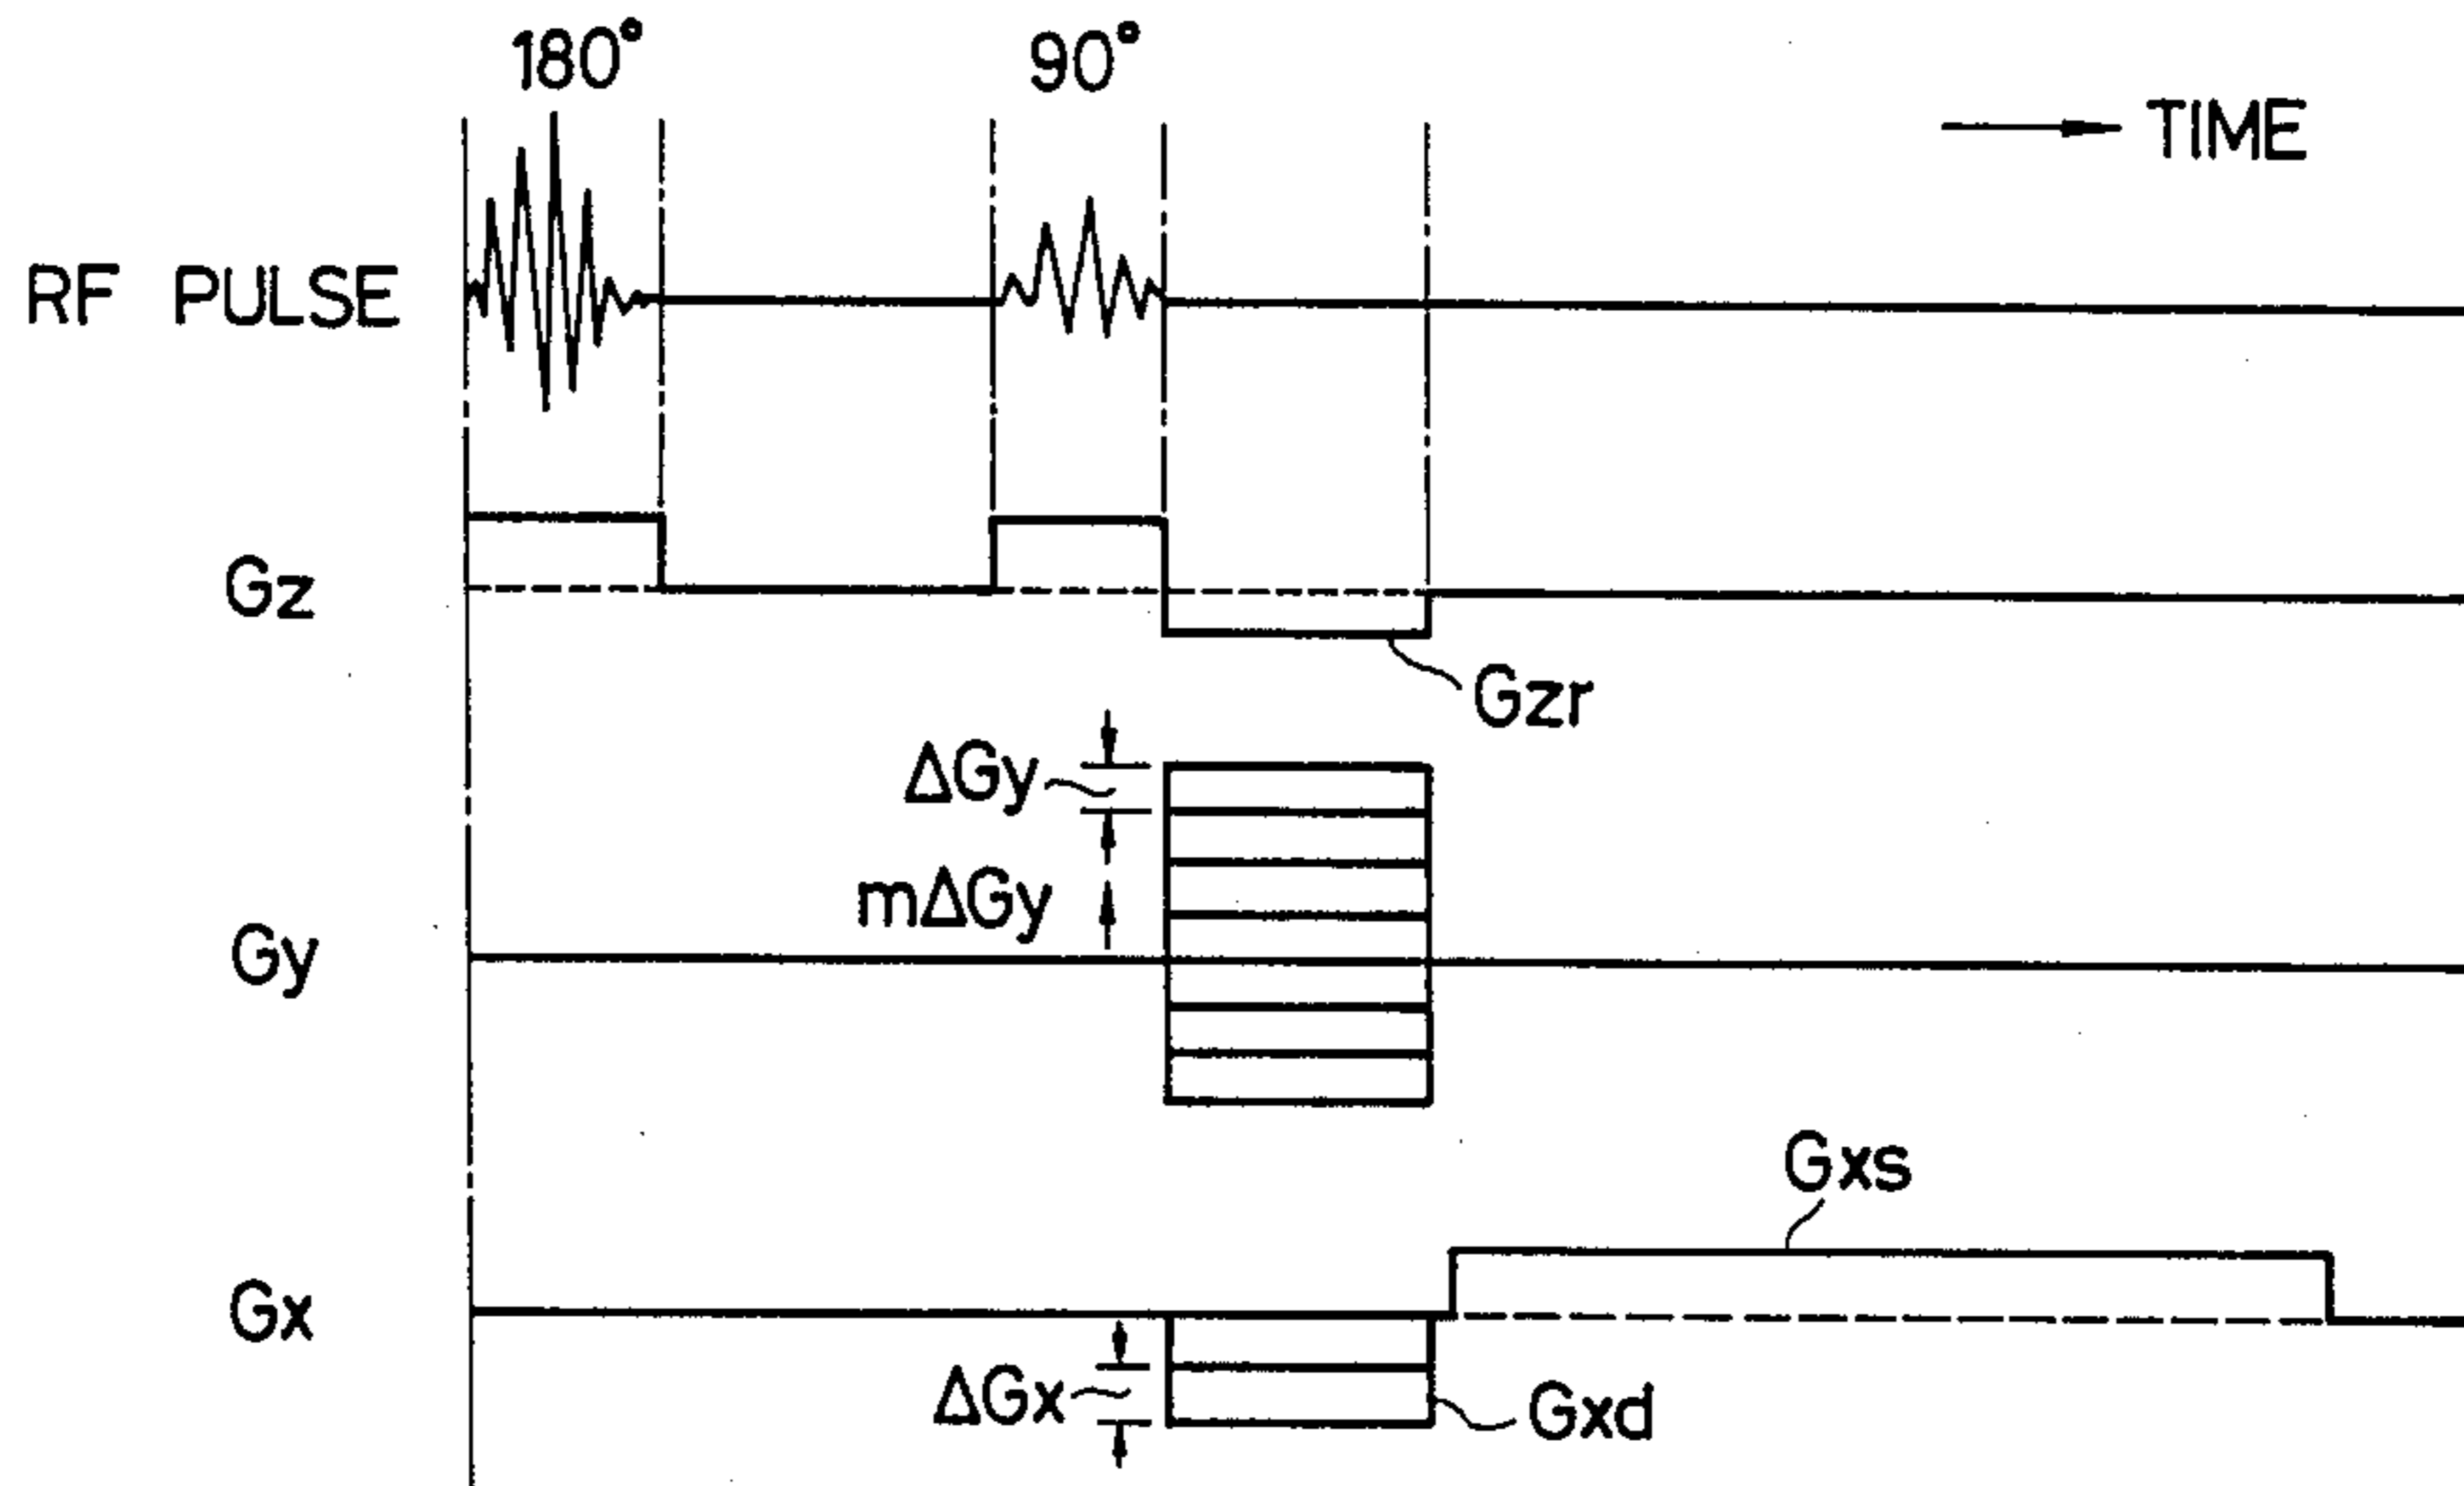 180°
90°
TIME
RF PULSE
Gz
Gzr
ΔGy
mΔGy
Gy
Gxs
Gx
ΔGx
Gxd